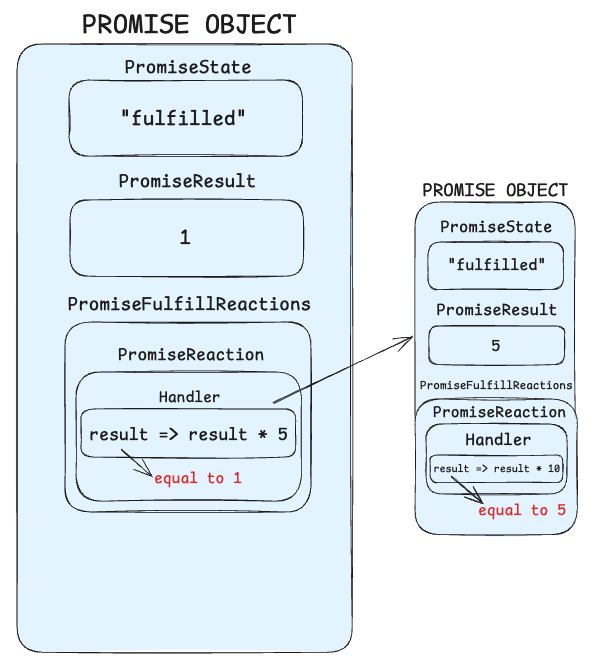 PROMISE OBJECT
PromiseState
"fulfilled"
PromiseResult
1
PromiseFulfillReactions
PromiseReaction
Handler
result => result * 5
equal to 1
PROMISE OBJECT
PromiseState
"fulfilled"
PromiseResult
5
PromiseFulfillReactions
PromiseReaction
Handler
result => result * 10
equal to 5